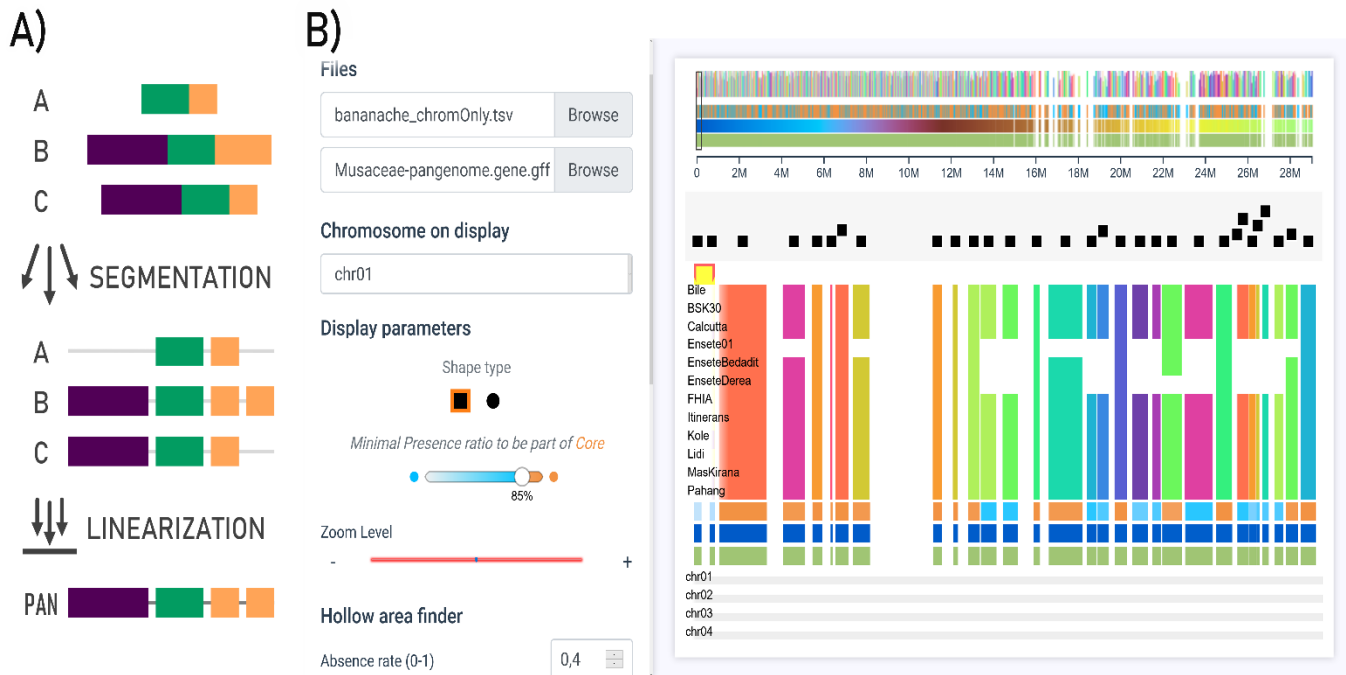 A)
A
B
C
SEGMENTATION
A
B
C
LINEARIZATION
PAN
B)
Files
bananache_chromOnly.tsv Browse
Musaceae-pangenome.gene.gff Browse
Chromosome on display
chr01
Display parameters
Shape type
Minimal Presence ratio to be part of Core
85%
Zoom Level
- +
Hollow area finder
Absence rate (0-1) 0,4
0 2M 4M 6M 8M 10M 12M 14M 16M 18M 20M 22M 24M 26M 28M
Bile
BSK30
Calcutta
Ensete01
EnseteBedadit
EnseteDerea
FHIA
Itinerans
Kole
Lidi
MasKirana
Pahang
chr01
chr02
chr03
chr04